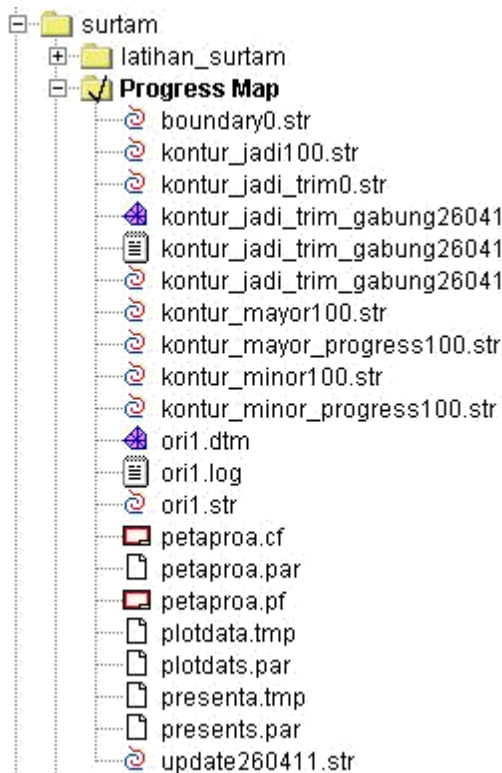 surtam
latihan_surtam
Progress Map
boundary0.str
kontur_jadi100.str
kontur_jadi_trim0.str
kontur_jadi_trim_gabung26041
kontur_jadi_trim_gabung26041
kontur_jadi_trim_gabung26041
kontur_mayor100.str
kontur_mayor_progress100.str
kontur_minor100.str
kontur_minor_progress100.str
ori1.dtm
ori1.log
ori1.str
petaproa.cf
petaproa.par
petaproa.pf
plotdata.tmp
plotdats.par
presenta.tmp
presents.par
update260411.str